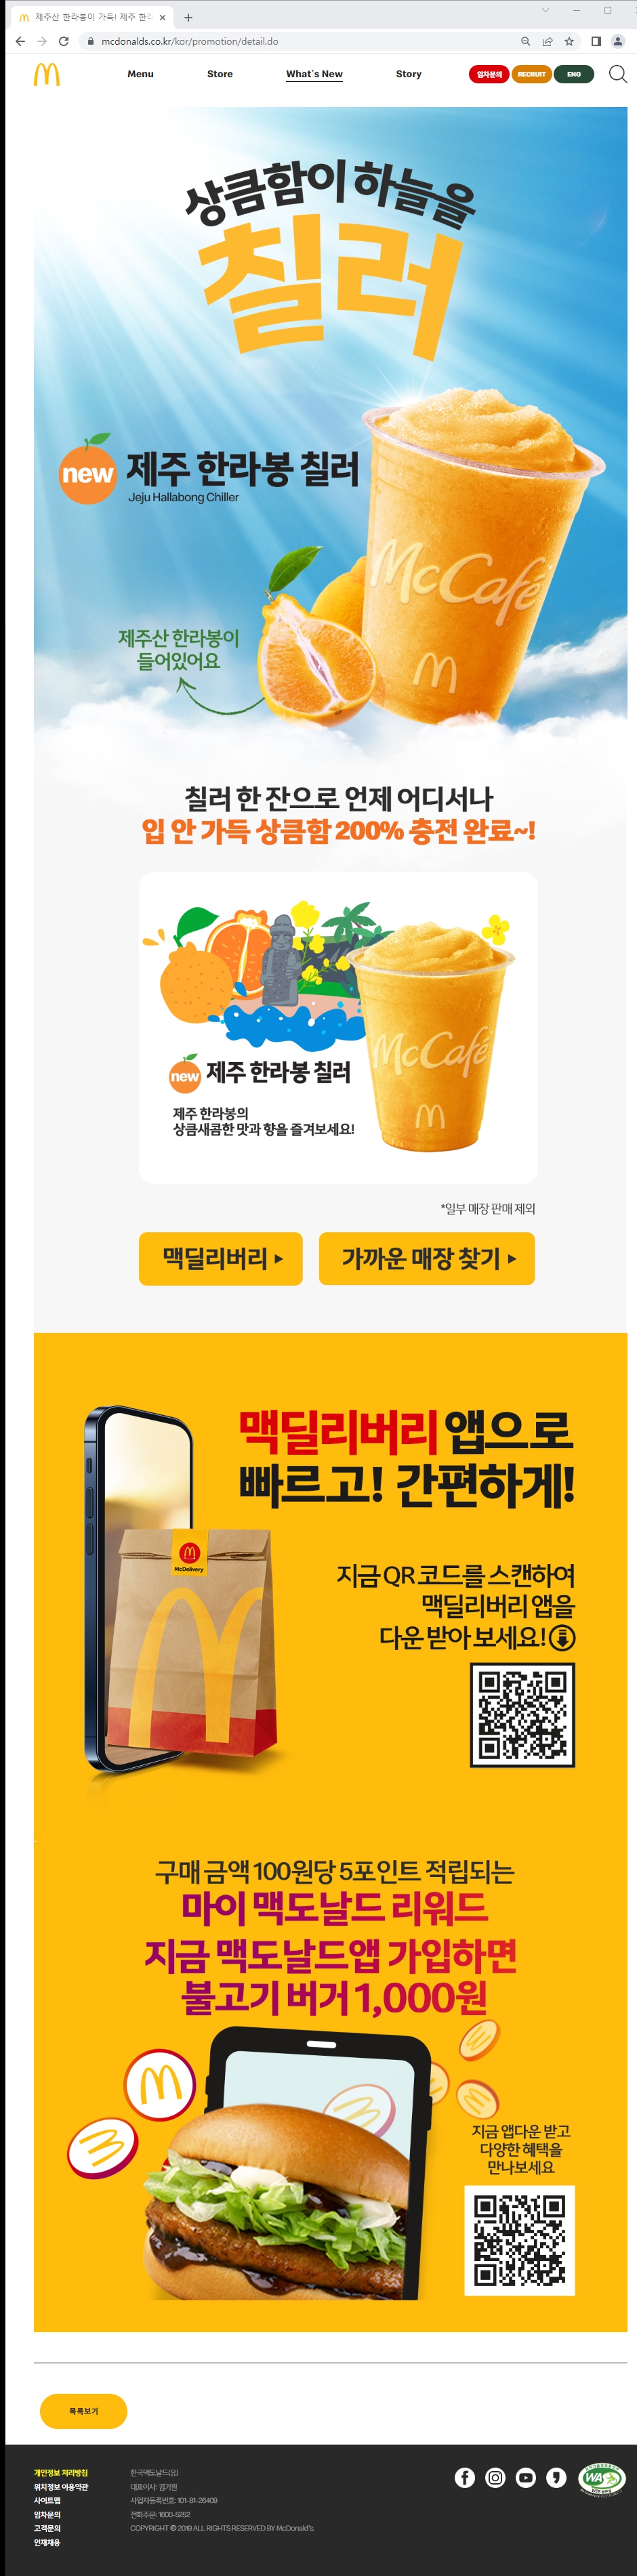 제주산 한라봉이 가득! 제주 한라
mcdonalds.co.kr/kor/promotion/detail.do
Menu
Store
What´s New
Story
임차문의
RECRUIT
ENG
상큼함이 하늘을
칠러
new
제주 한라봉 칠러
Jeju Hallabong Chiller
McCafé
제주산 한라봉이
들어있어요
칠러 한 잔으로 언제 어디서나
입 안 가득 상큼함 200% 충전 완료~!
McCafé
new
제주 한라봉 칠러
제주 한라봉의
상큼새콤한 맛과 향을 즐겨보세요!
*일부 매장 판매 제외
맥딜리버리
가까운 매장 찾기
맥딜리버리 앱으로
빠르고! 간편하게!
McDelivery
지금 QR 코드를 스캔하여
맥딜리버리 앱을
다운 받아 보세요!
구매 금액 100원당 5포인트 적립되는
마이 맥도날드 리워드
지금 맥도날드앱 가입하면
불고기 버거 1,000원
지금 앱다운 받고
다양한 혜택을
만나보세요
목록보기
개인정보 처리방침
위치정보 이용약관
사이트맵
임차문의
고객문의
인재채용
한국맥도날드(유)
대표이사: 김기원
사업자등록번호: 101-81-26409
전화주문: 1600-5252
COPYRIGHT © 2019 ALL RIGHTS RESERVED BY McDonald's.
WA